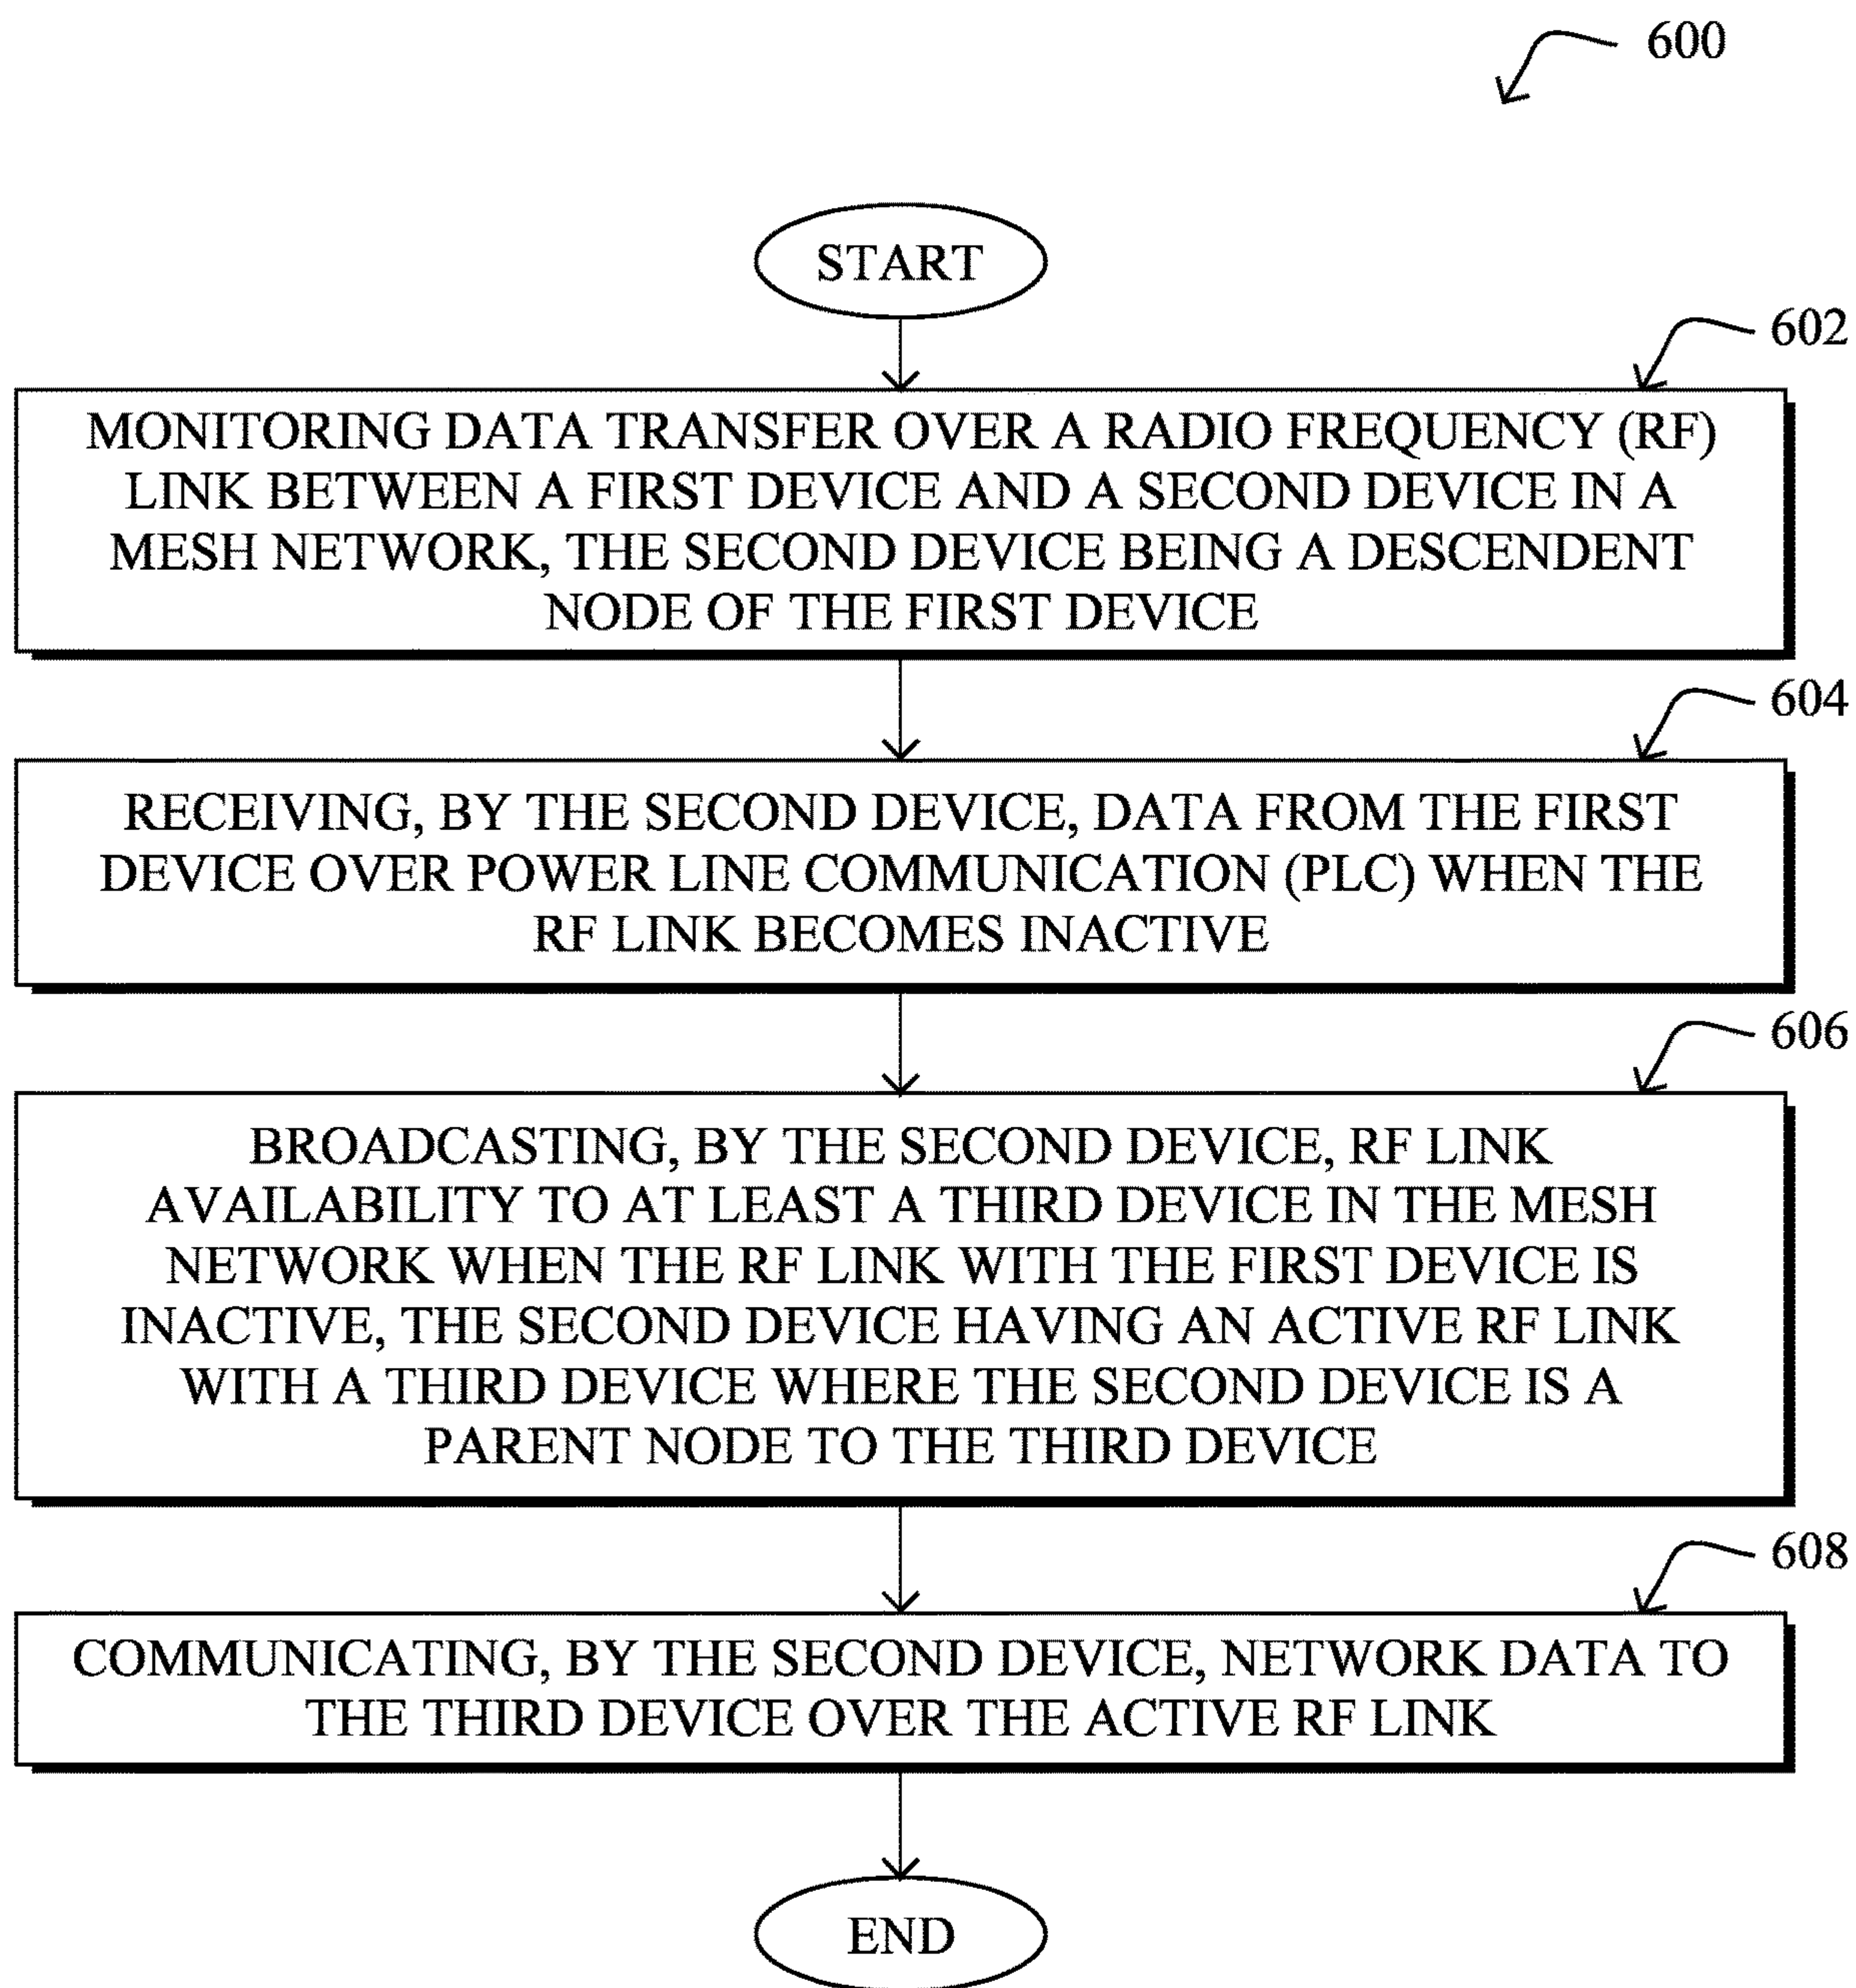 600
START
602
MONITORING DATA TRANSFER OVER A RADIO FREQUENCY (RF)
LINK BETWEEN A FIRST DEVICE AND A SECOND DEVICE IN A
MESH NETWORK, THE SECOND DEVICE BEING A DESCENDENT
NODE OF THE FIRST DEVICE
604
RECEIVING, BY THE SECOND DEVICE, DATA FROM THE FIRST
DEVICE OVER POWER LINE COMMUNICATION (PLC) WHEN THE
RF LINK BECOMES INACTIVE
606
BROADCASTING, BY THE SECOND DEVICE, RF LINK
AVAILABILITY TO AT LEAST A THIRD DEVICE IN THE MESH
NETWORK WHEN THE RF LINK WITH THE FIRST DEVICE IS
INACTIVE, THE SECOND DEVICE HAVING AN ACTIVE RF LINK
WITH A THIRD DEVICE WHERE THE SECOND DEVICE IS A
PARENT NODE TO THE THIRD DEVICE
608
COMMUNICATING, BY THE SECOND DEVICE, NETWORK DATA TO
THE THIRD DEVICE OVER THE ACTIVE RF LINK
END